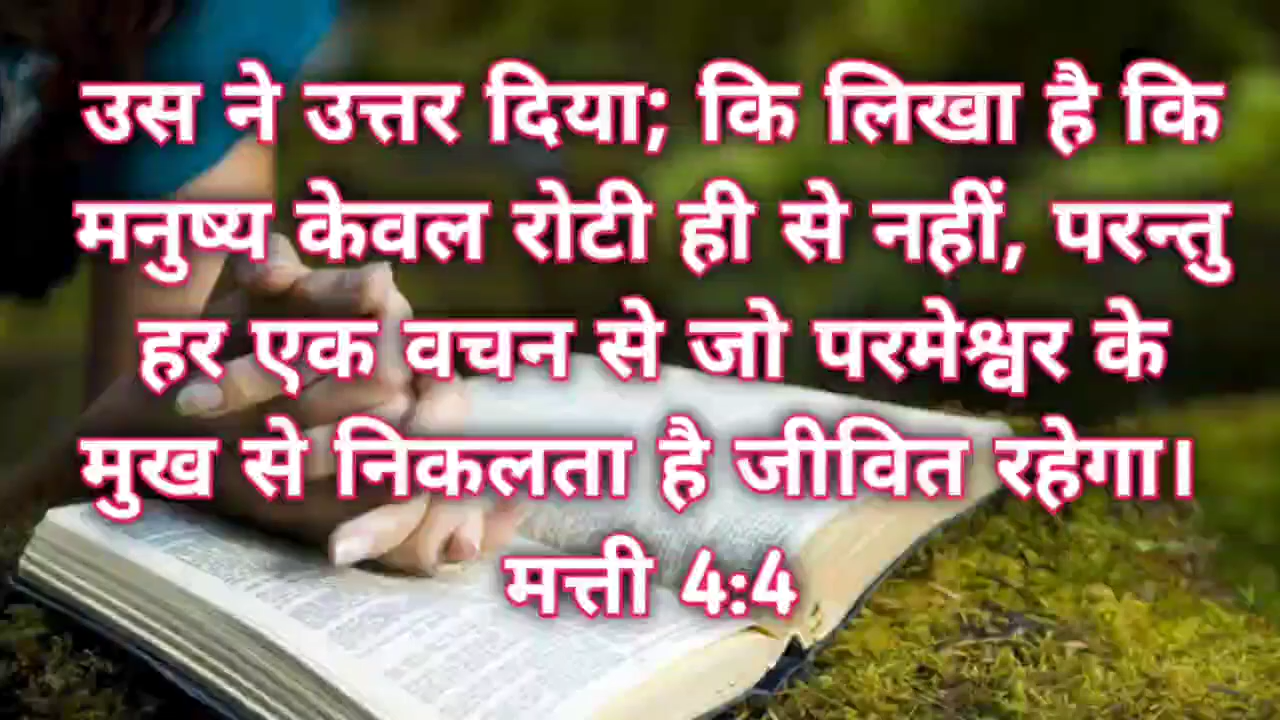 उस ने उत्तर दिया; कि लिखा है कि
मनुष्य केवल रोटी ही से नहीं, परन्तु
हर एक वचन से जो परमेश्वर के
मुख से निकलता है जीवित रहेगा।
मत्ती 4:4